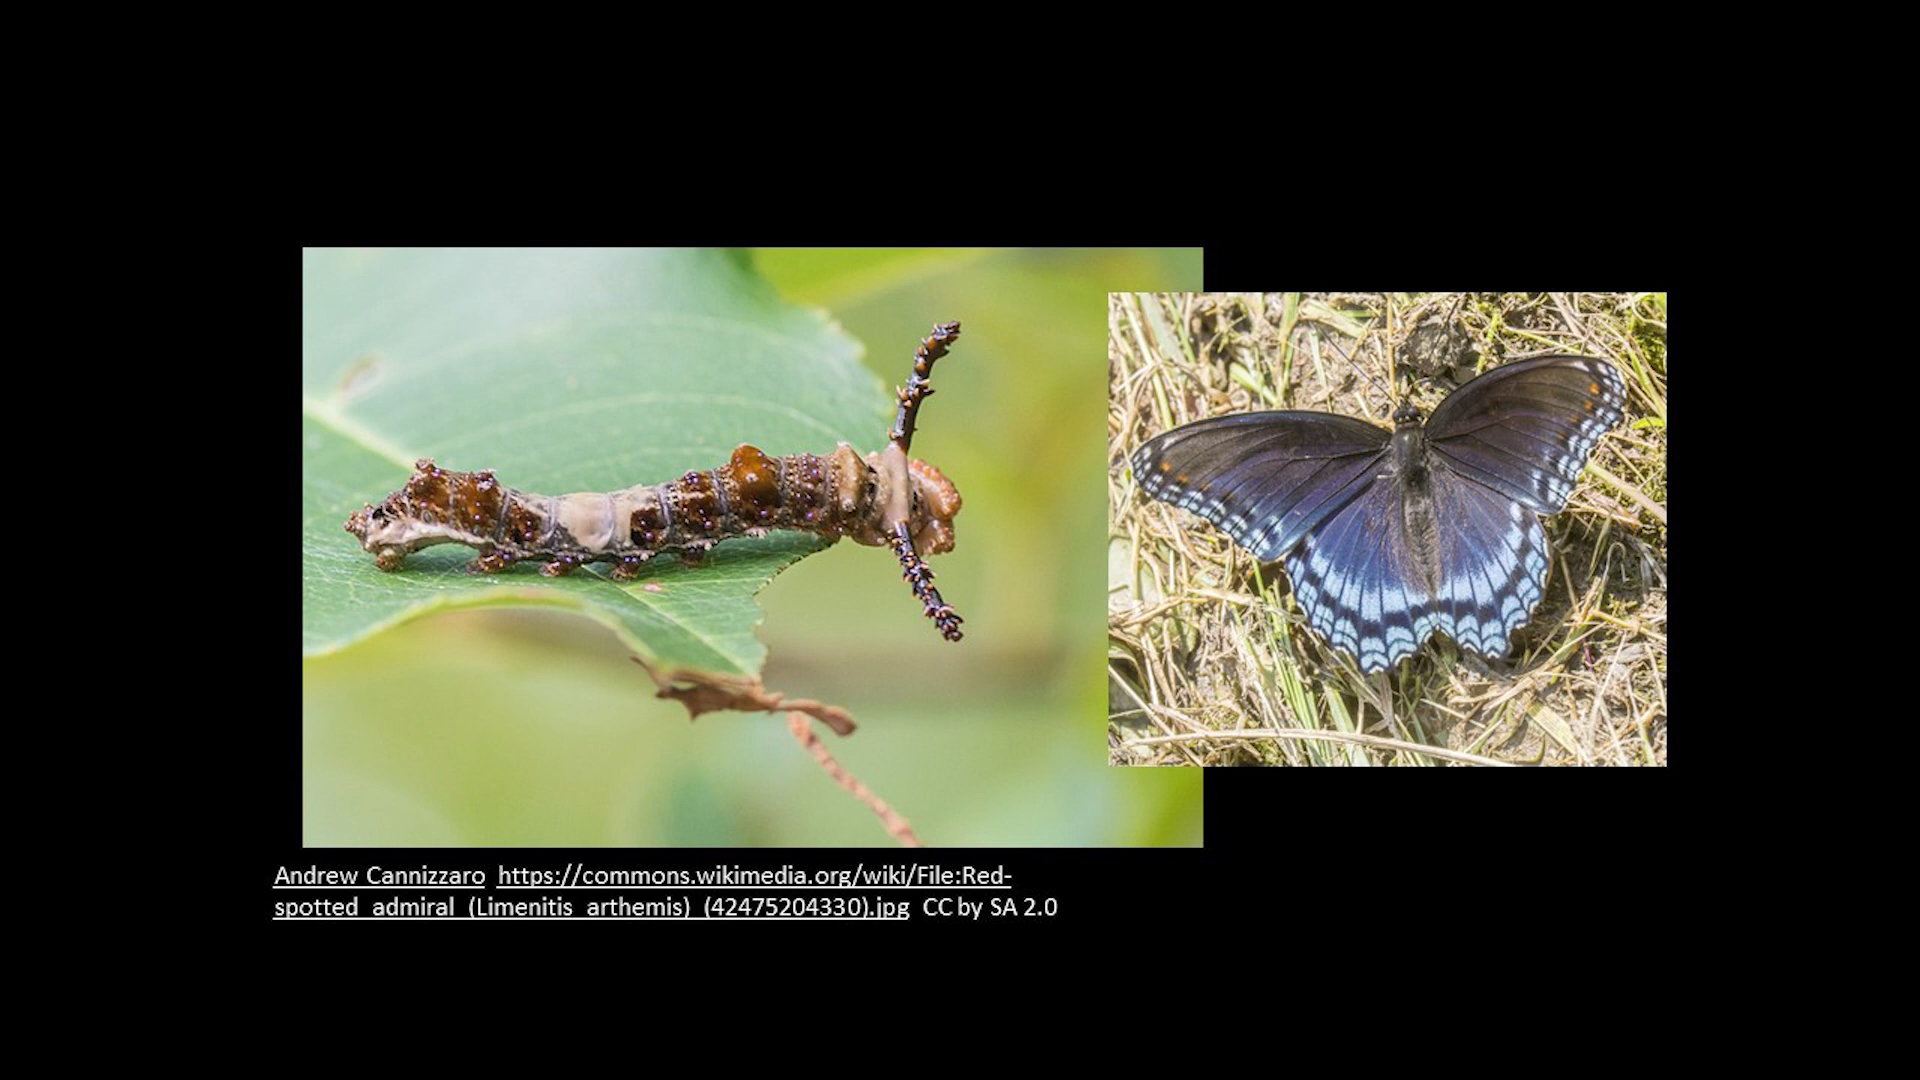 Andrew Cannizzaro https://commons.wikimedia.org/wiki/File:Red-
spotted_admiral_(Limenitis_arthemis)_(42475204330).jpg CC by SA 2.0